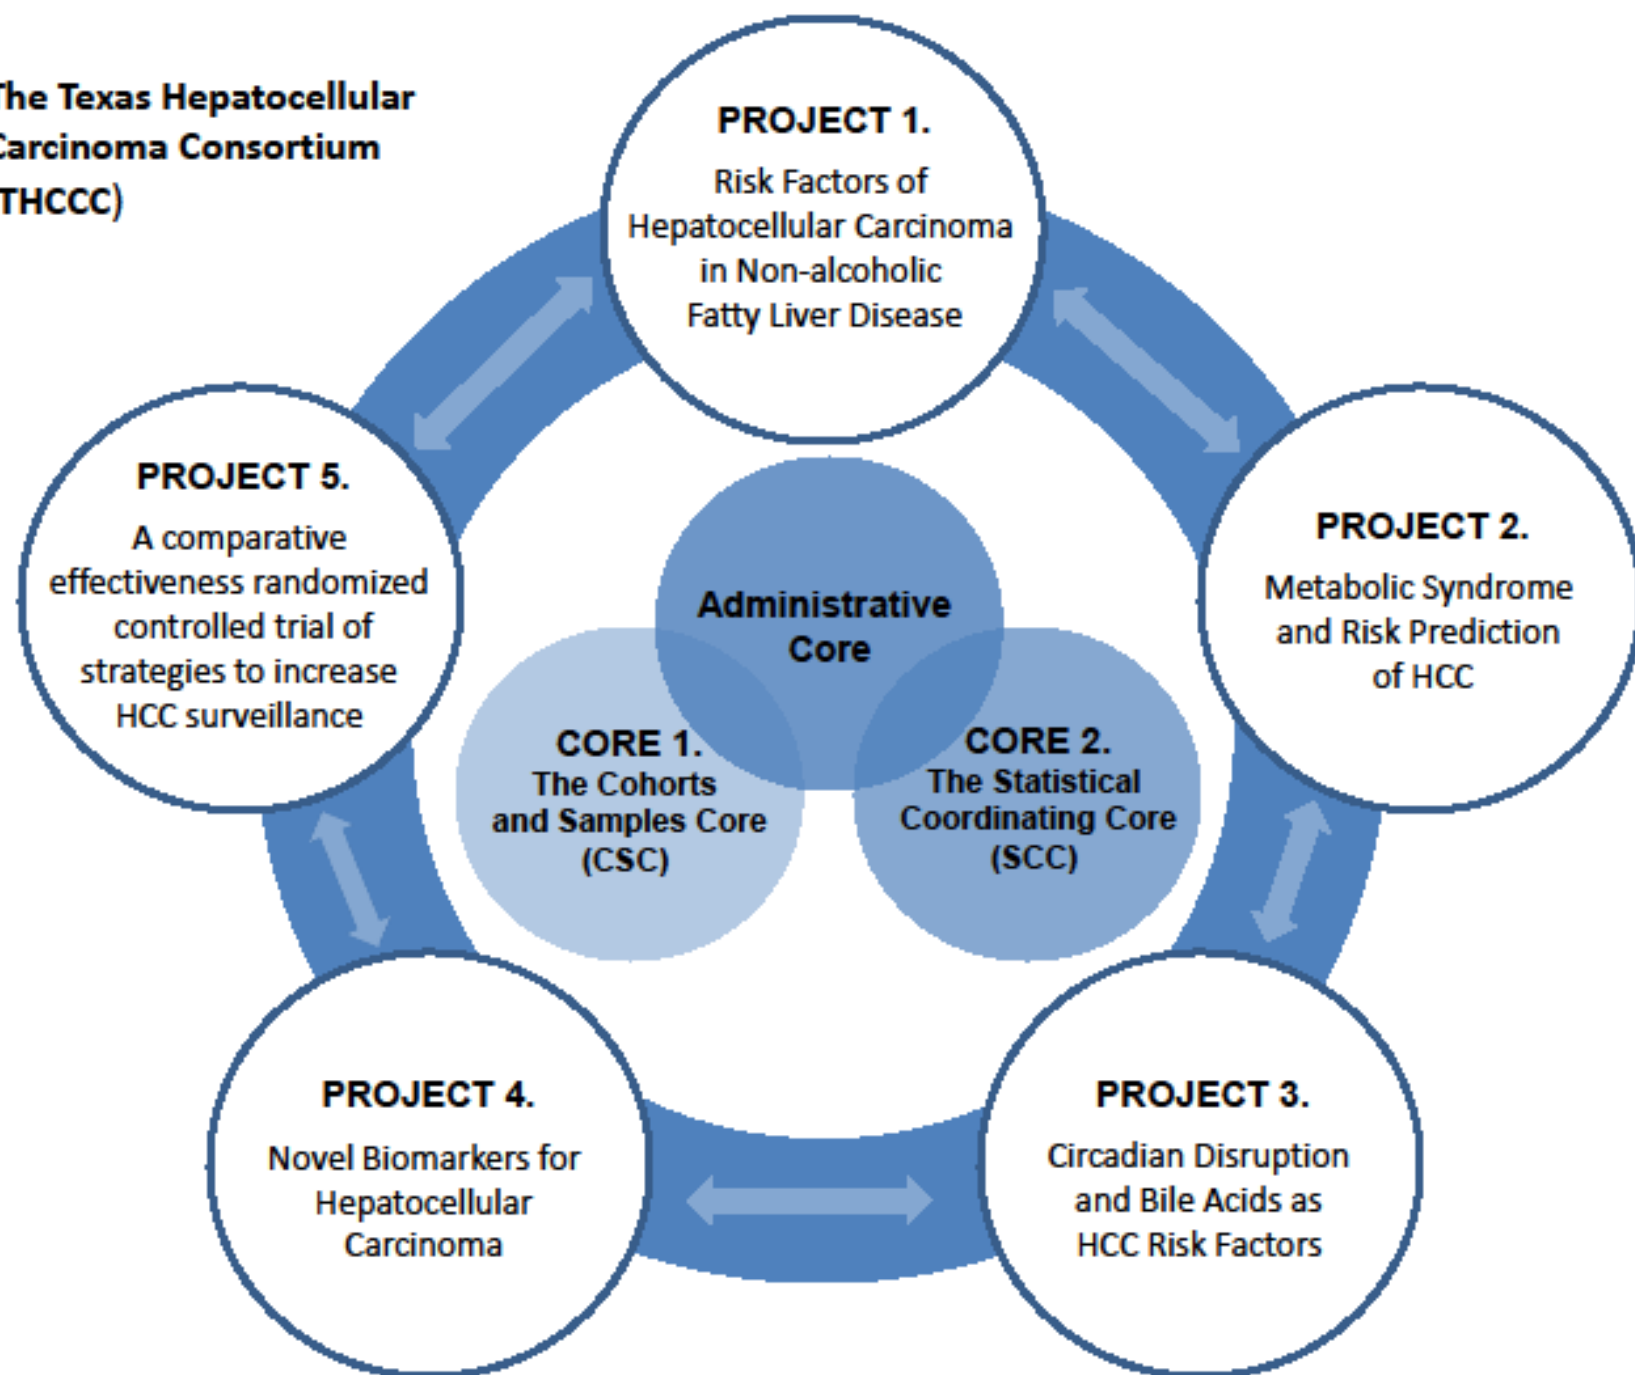 The Texas Hepatocellular
Carcinoma Consortium
THCCC)
PROJECT 1.
Risk Factors of
Hepatocellular Carcinoma
in Non-alcoholic
Fatty Liver Disease
PROJECT 5.
A comparative
effectiveness randomized
controlled trial of
strategies to increase
HCC surveillance
PROJECT 2.
Metabolic Syndrome
and Risk Prediction
of HCC
Administrative
Core
CORE 1.
The Cohorts
and Samples Core
(CSC)
CORE 2.
The Statistical
Coordinating Core
(SCC)
PROJECT 4.
Novel Biomarkers for
Hepatocellular
Carcinoma
PROJECT 3.
Circadian Disruption
and Bile Acids as
HCC Risk Factors